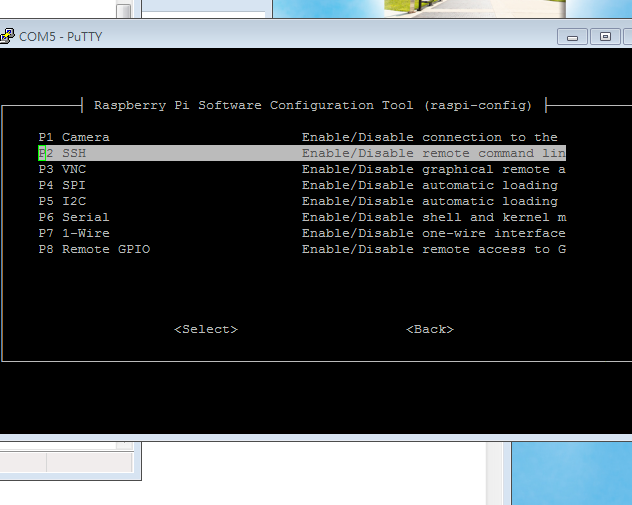 COM5 - PuTTY
Raspberry Pi Software Configuration Tool (raspi-config)
P1 Camera Enable/Disable connection to the
P2 SSH Enable/Disable remote command lin
P3 VNC Enable/Disable graphical remote a
P4 SPI Enable/Disable automatic loading
P5 I2C Enable/Disable automatic loading
P6 Serial Enable/Disable shell and kernel m
P7 1-Wire Enable/Disable one-wire interface
P8 Remote GPIO Enable/Disable remote access to G
<Select> <Back>